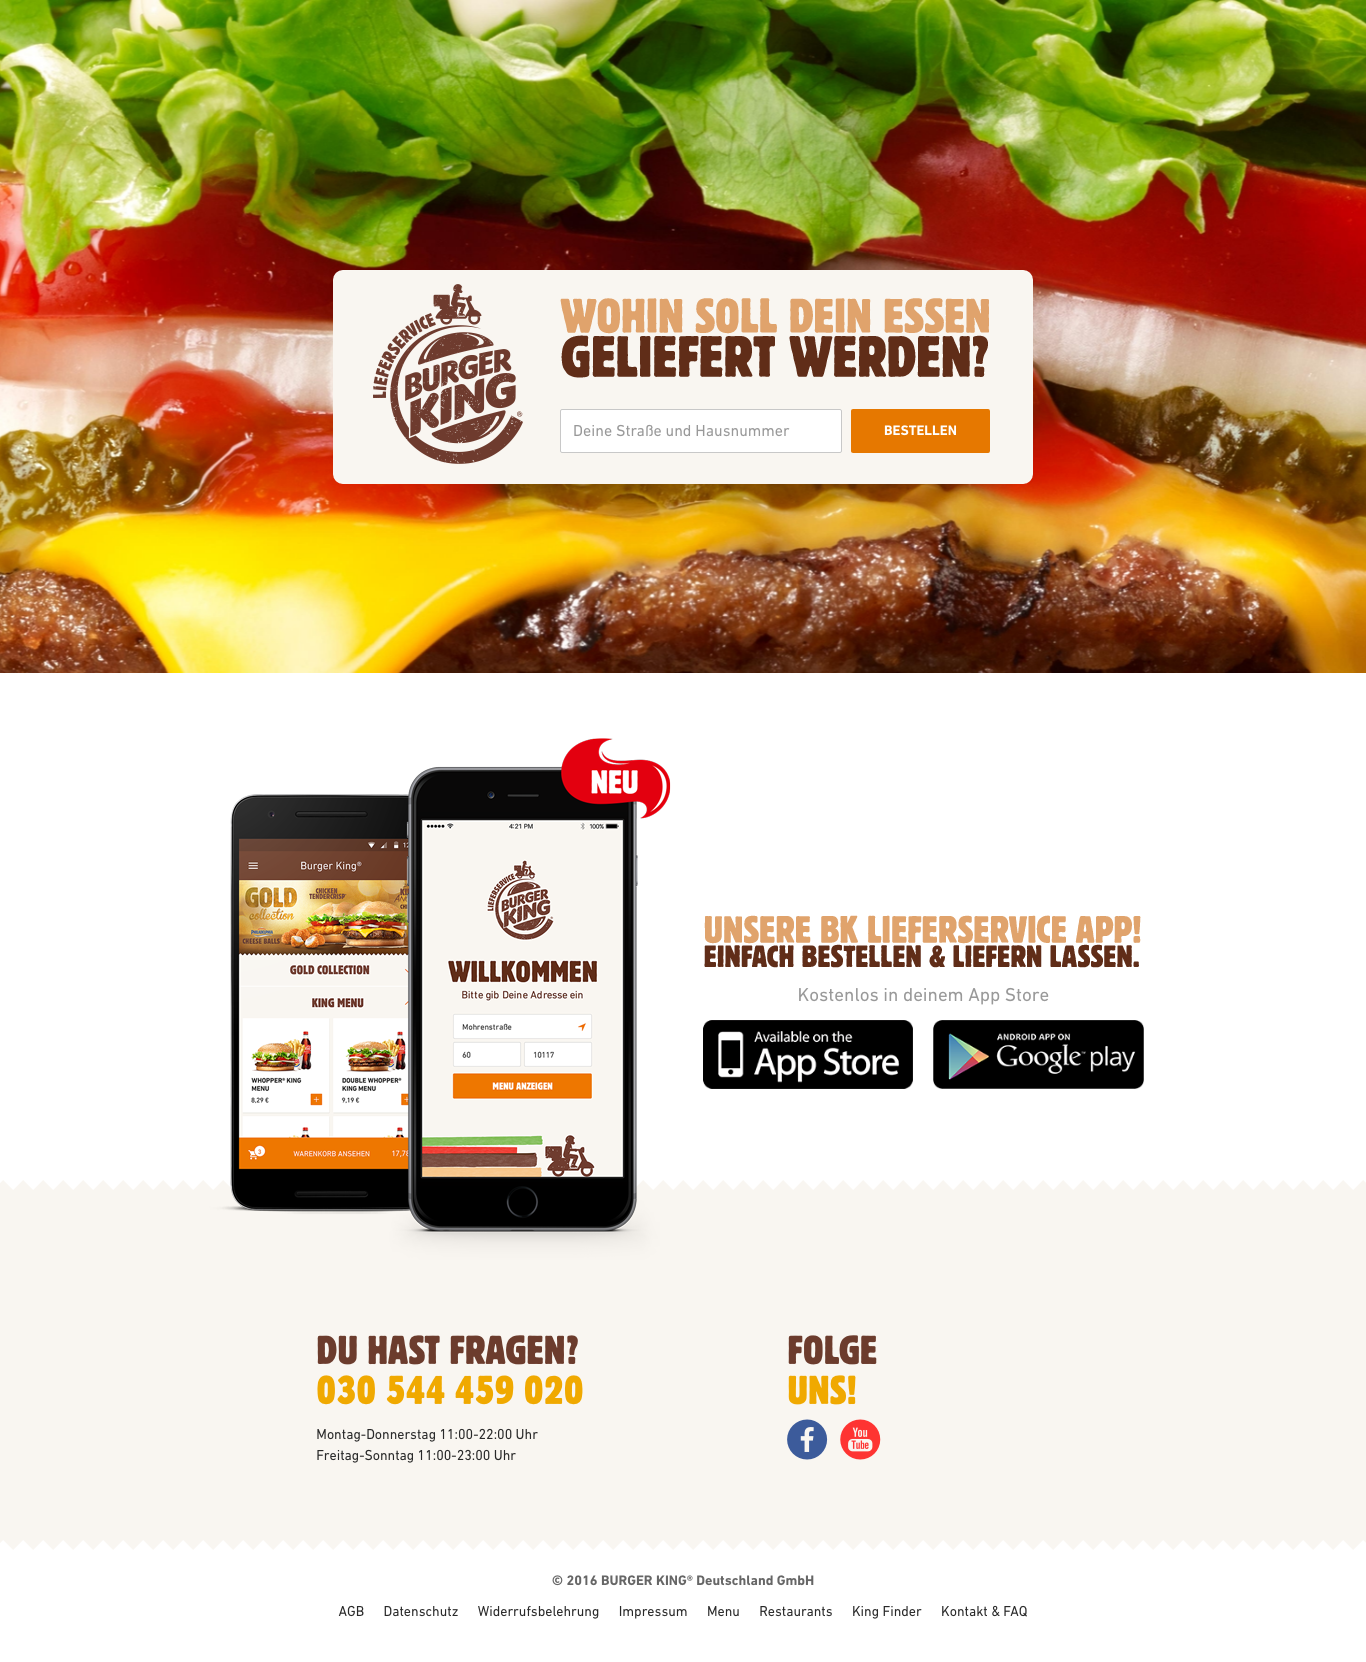 LIEFERSERVICE
BURGER
KING®
WOHIN SOLL DEIN ESSEN
GELIEFERT WERDEN?
Deine Straße und Hausnummer
BESTELLEN
NEU
4:21 PM
100%
Burger King®
GOLD
collection
CHICKEN
TENDERCRISP
PHILADELPHIA
CHEESE BALLS
GOLD COLLECTION
KING MENU
WHOPPER® KING
MENU
8,29 €
DOUBLE WHOPPER®
KING MENU
9,19 €
WARENKORB ANSEHEN
LIEFERSERVICE
BURGER
KING
WILLKOMMEN
Bitte gib Deine Adresse ein
Mohrenstraße
60
10117
MENU ANZEIGEN
UNSERE BK LIEFERSERVICE APP!
EINFACH BESTELLEN & LIEFERN LASSEN.
Kostenlos in deinem App Store
Available on the
App Store
ANDROID APP ON
Google™ play
DU HAST FRAGEN?
030 544 459 020
Montag-Donnerstag 11:00-22:00 Uhr
Freitag-Sonntag 11:00-23:00 Uhr
FOLGE
UNS!
You
Tube
© 2016 BURGER KING® Deutschland GmbH
AGB Datenschutz Widerrufsbelehrung Impressum Menu Restaurants King Finder Kontakt & FAQ